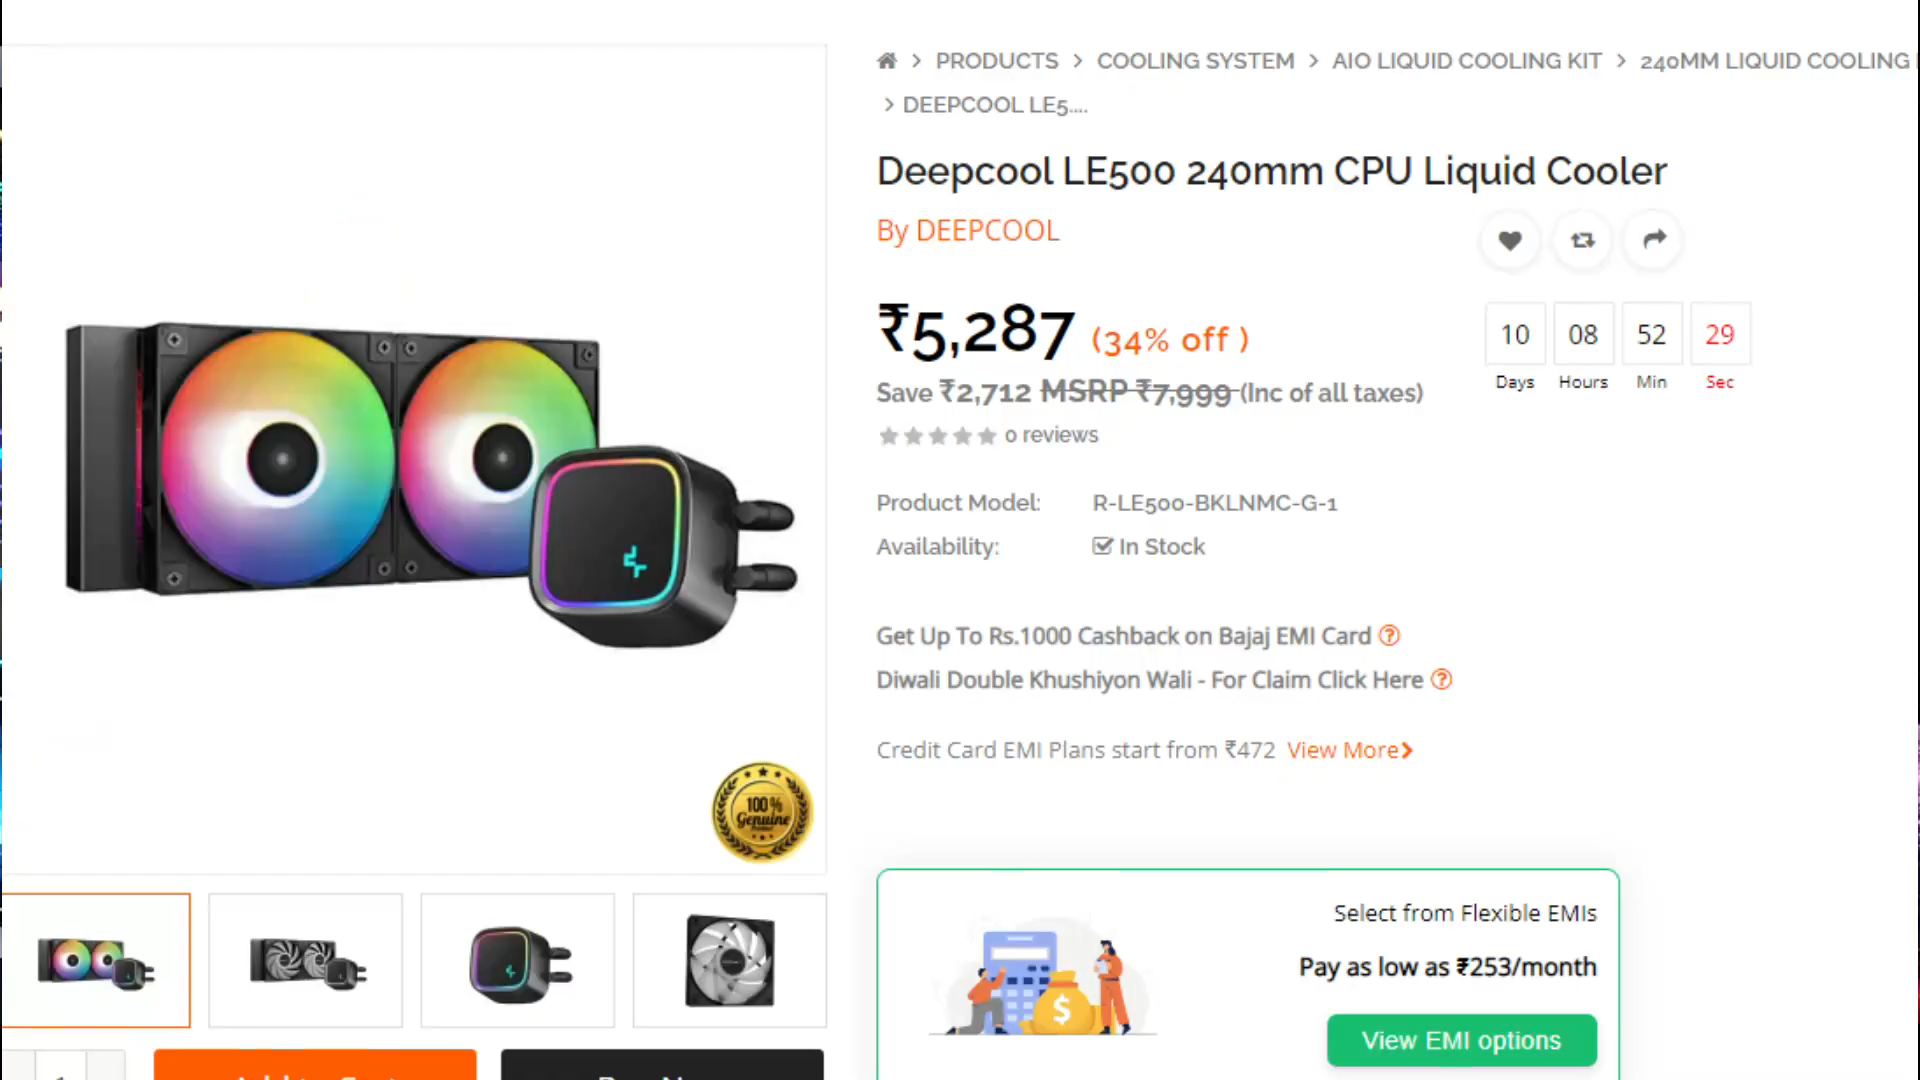 PRODUCTS > COOLING SYSTEM > AIO LIQUID COOLING KIT > 240MM LIQUID COOLING
> DEEPCOOL LE5....
Deepcool LE500 240mm CPU Liquid Cooler
By DEEPCOOL
₹5,287 (34% off )
10 08 52 29
Days Hours Min Sec
Save ₹2,712 MSRP ₹7,999 (Inc of all taxes)
0 reviews
Product Model: R-LE500-BKLNMC-G-1
Availability: In Stock
Get Up To Rs.1000 Cashback on Bajaj EMI Card
Diwali Double Khushiyon Wali - For Claim Click Here
Credit Card EMI Plans start from ₹472 View More
100%
Genuine
Select from Flexible EMIs
Pay as low as ₹253/month
View EMI options